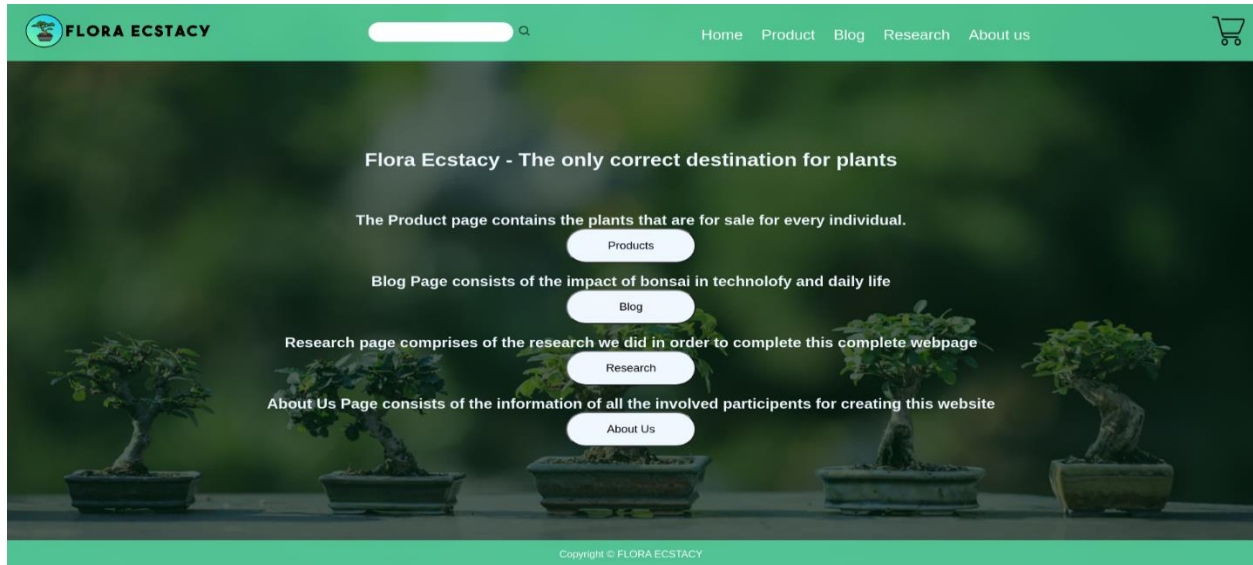 FLORA ECSTACY
Home Product Blog Research About us
Flora Ecstacy - The only correct destination for plants
The Product page contains the plants that are for sale for every individual.
Products
Blog Page consists of the impact of bonsai in technolofy and daily life
Blog
Research page comprises of the research we did in order to complete this complete webpage
Research
About Us Page consists of the information of all the involved participents for creating this website
About Us
Copyright © FLORA ECSTACY